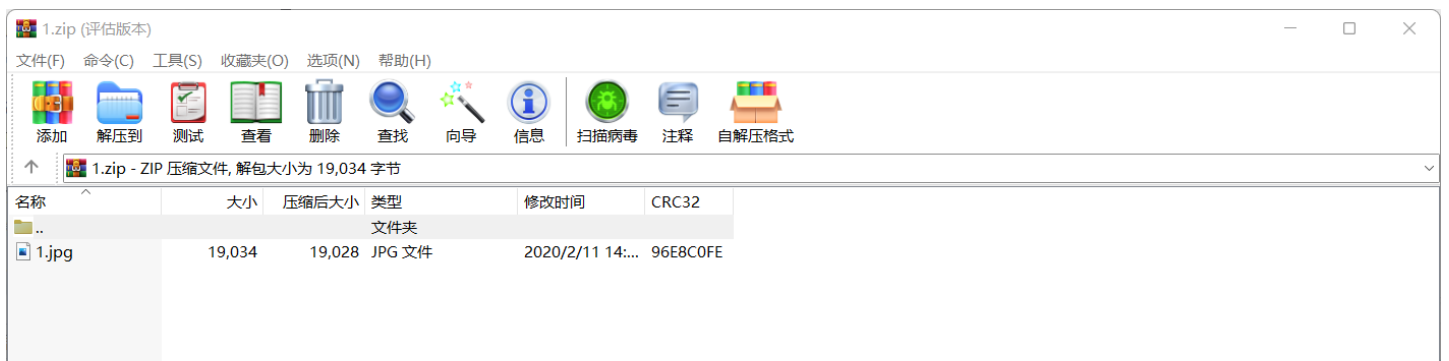 1.zip (评估版本)
文件(F) 命令(C) 工具(S) 收藏夹(O) 选项(N) 帮助(H)
添加 解压到 测试 查看 删除 查找 向导 信息 扫描病毒 注释 自解压格式
1.zip - ZIP 压缩文件, 解包大小为 19,034 字节
名称 大小 压缩后大小 类型 修改时间 CRC32
.. 文件夹
1.jpg 19,034 19,028 JPG 文件 2020/2/11 14:... 96E8C0FE